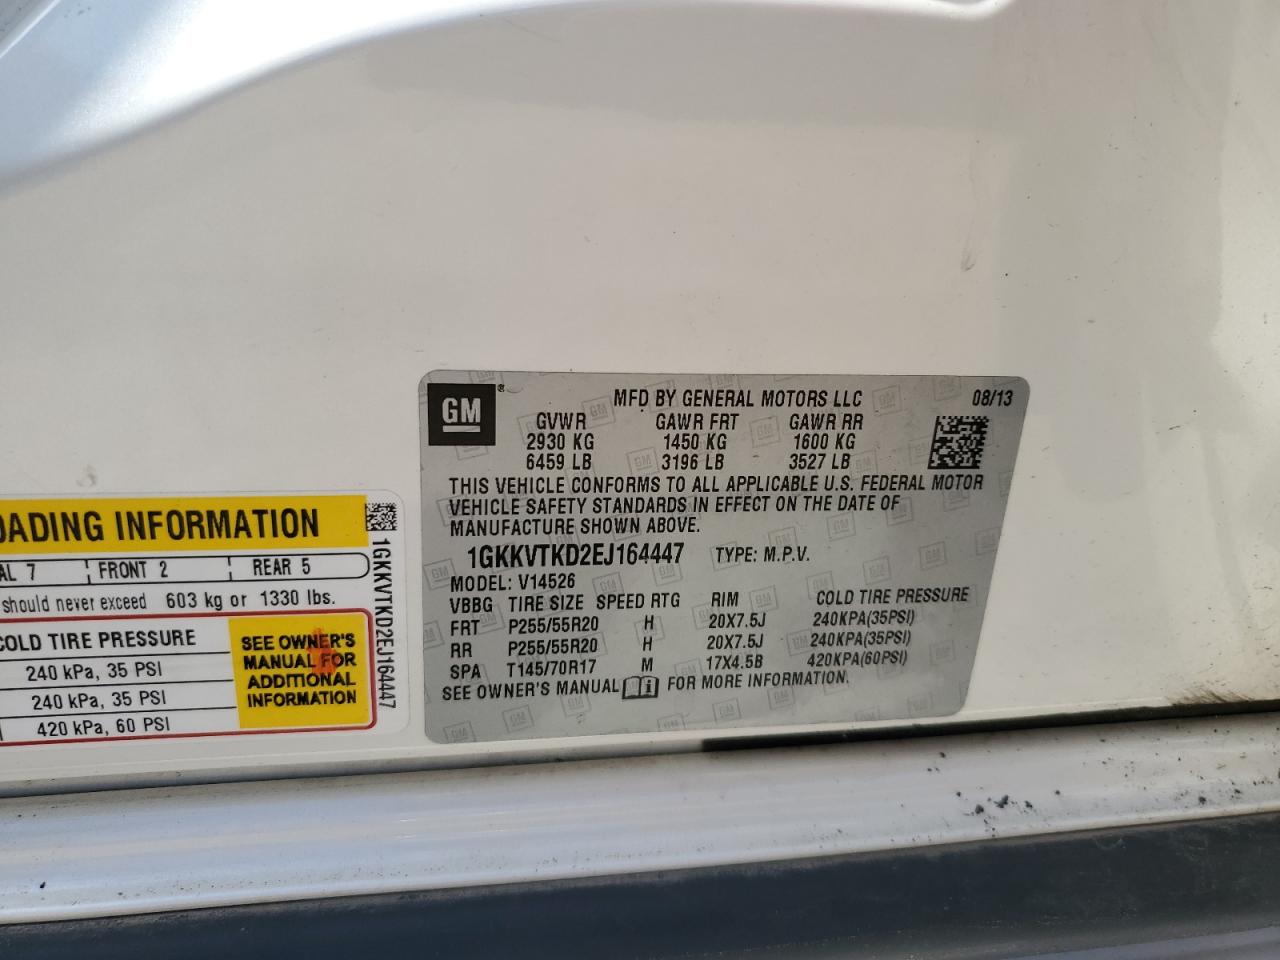 GM
MFD BY GENERAL MOTORS LLC 08/13
GVWR GAWR FRT GAWR RR
2930 KG 1450 KG 1600 KG
6459 LB 3196 LB 3527 LB
THIS VEHICLE CONFORMS TO ALL APPLICABLE U.S. FEDERAL MOTOR
VEHICLE SAFETY STANDARDS IN EFFECT ON THE DATE OF
MANUFACTURE SHOWN ABOVE.
1GKKVTKD2EJ164447 TYPE: M.P.V.
MODEL: V14526
VBBG TIRE SIZE SPEED RTG RIM COLD TIRE PRESSURE
FRT P255/55R20 H 20X7.5J 240KPA(35PSI)
RR P255/55R20 H 20X7.5J 240KPA(35PSI)
SPA T145/70R17 M 17X4.5B 420KPA(60PSI)
SEE OWNER'S MANUAL FOR MORE INFORMATION.
OADING INFORMATION
AL 7 FRONT 2 REAR 5
should never exceed 603 kg or 1330 lbs.
COLD TIRE PRESSURE
240 kPa, 35 PSI
240 kPa, 35 PSI
420 kPa, 60 PSI
SEE OWNER'S
MANUAL FOR
ADDITIONAL
INFORMATION
1GKKVTKD2EJ164447